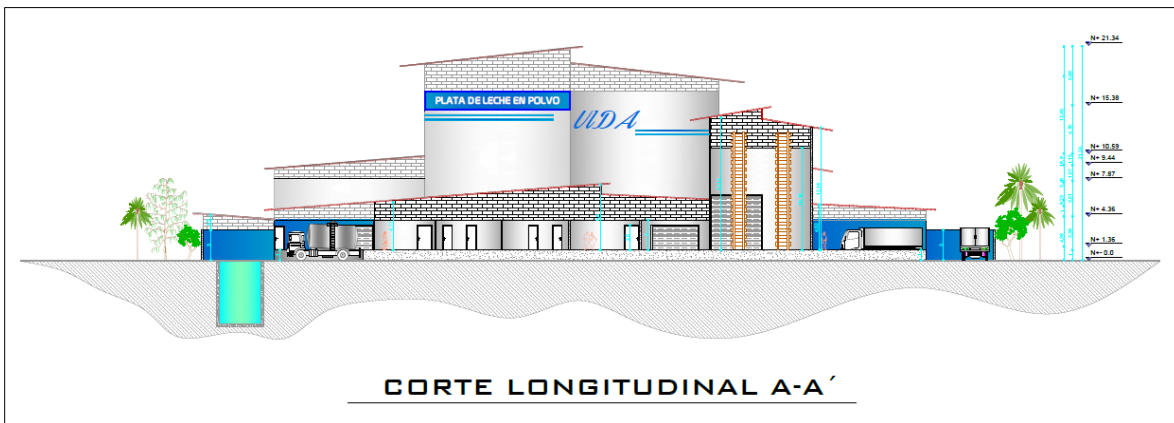 N+ 21.34
N+ 15.38
PLATA DE LECHE EN POLVO
VIDA
N+ 10.59
N+ 9.44
N+ 7.87
N+ 4.36
N+ 1.36
N+- 0.0
CORTE LONGITUDINAL A-A´